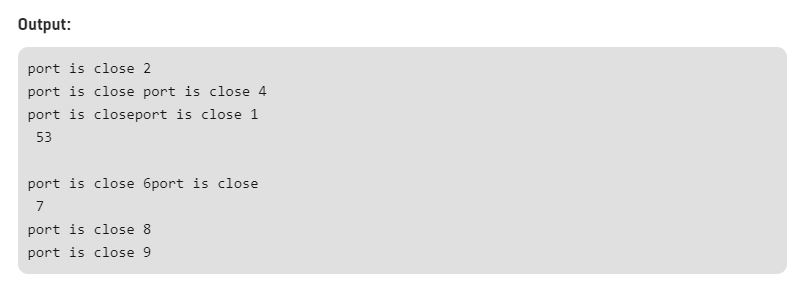 Output:
port is close 2
port is close port is close 4
port is closeport is close 1
 53

port is close 6port is close
 7
port is close 8
port is close 9